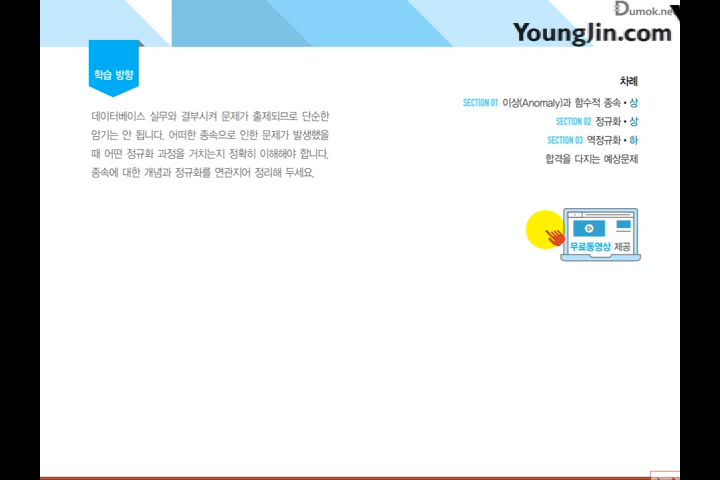 Dumok.ne
YoungJin.com
학습 방향
데이터베이스 실무와 결부시켜 문제가 출제되므로 단순한
암기는 안 됩니다. 어떠한 종속으로 인한 문제가 발생했을
때 어떤 정규화 과정을 거치는지 정확히 이해해야 합니다.
종속에 대한 개념과 정규화를 연관지어 정리해 두세요.
차례
SECTION 01 이상(Anomaly)과 함수적 종속 • 상
SECTION 02 정규화 • 상
SECTION 03 역정규화 • 하
합격을 다지는 예상문제
무료동영상 제공